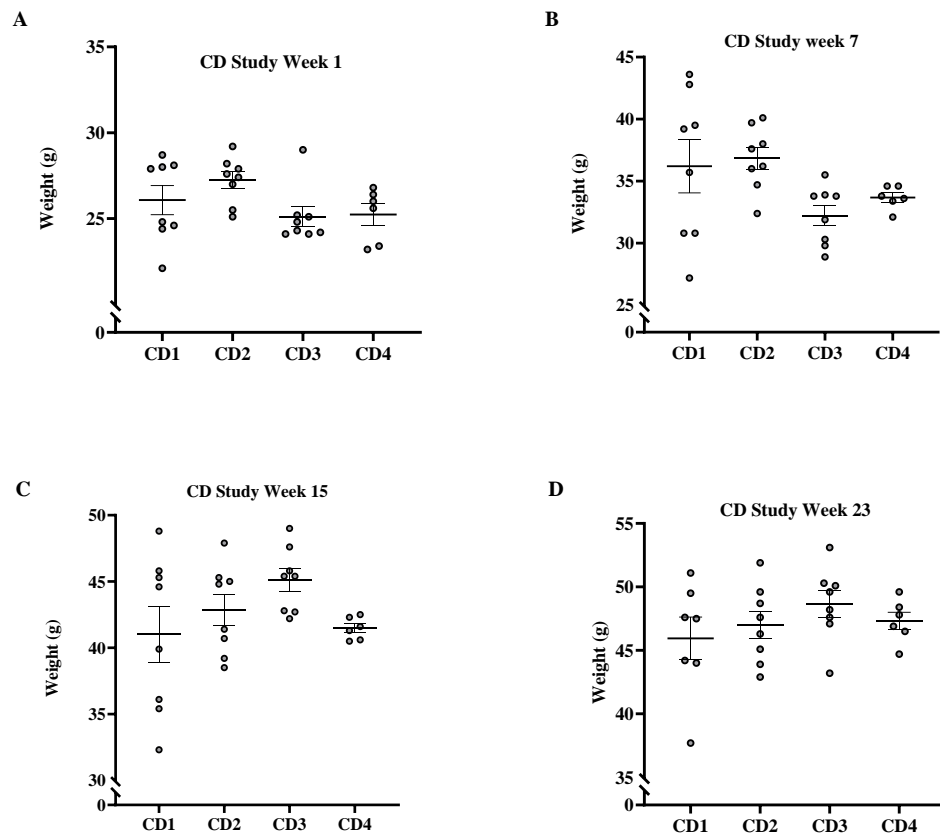 A
CD Study Week 1
Weight (g)
35
30
25
0
CD1 CD2 CD3 CD4
B
CD Study week 7
Weight (g)
45
40
35
30
25
0
CD1 CD2 CD3 CD4
C
CD Study Week 15
Weight (g)
50
45
40
35
30
0
CD1 CD2 CD3 CD4
D
CD Study Week 23
Weight (g)
55
50
45
40
35
0
CD1 CD2 CD3 CD4